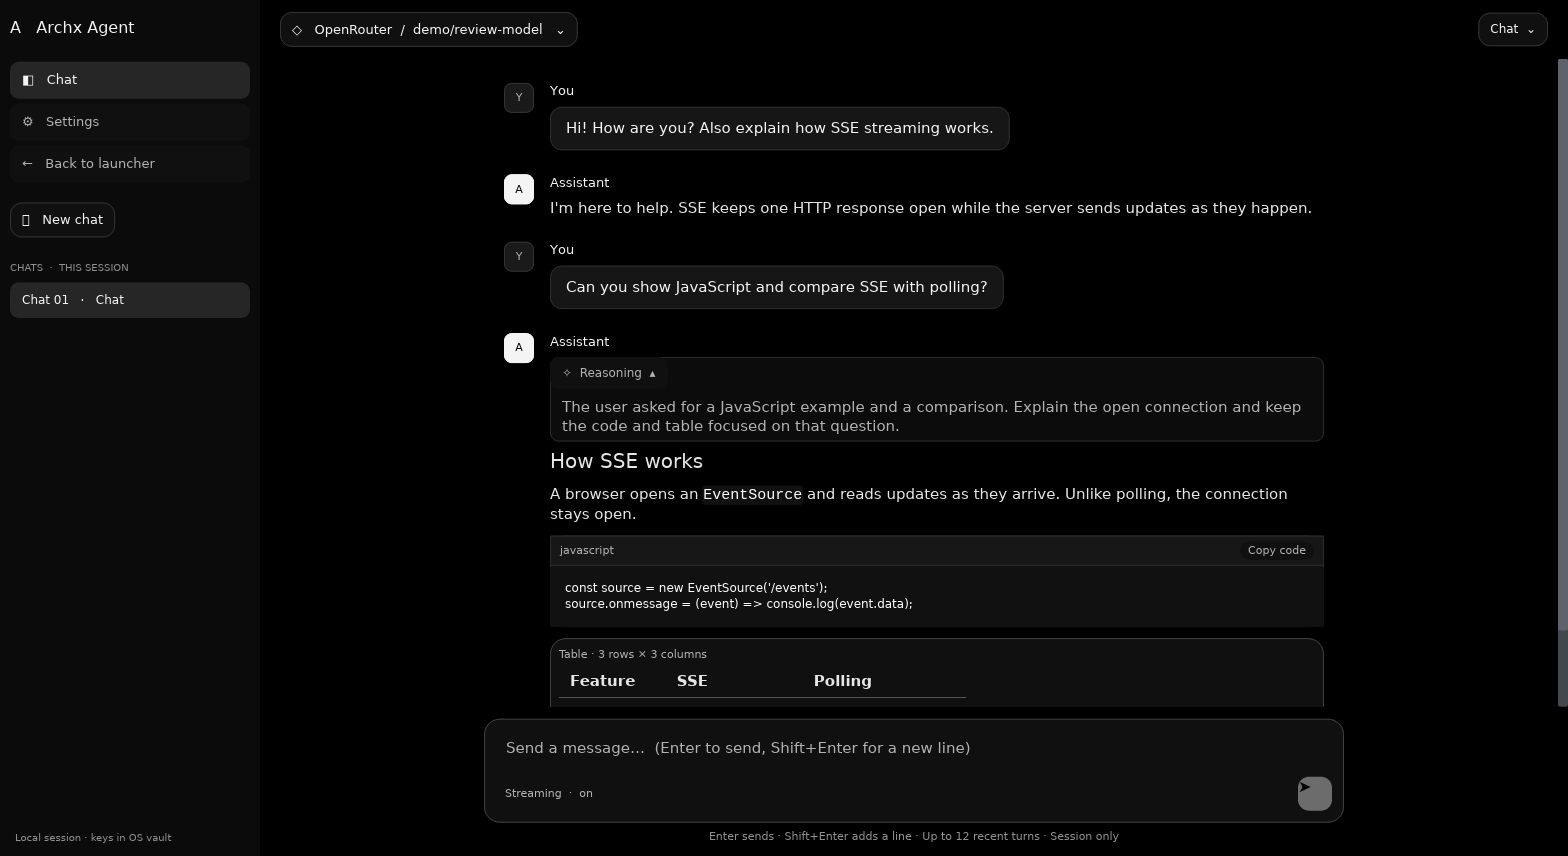 A Archx Agent
◧ Chat
⚙ Settings
← Back to launcher
New chat
CHATS · THIS SESSION
Chat 01 · Chat
Local session · keys in OS vault
◇ OpenRouter / demo/review-model ⌄
Chat ⌄
Y
You
Hi! How are you? Also explain how SSE streaming works.
A
Assistant
I'm here to help. SSE keeps one HTTP response open while the server sends updates as they happen.
Y
You
Can you show JavaScript and compare SSE with polling?
A
Assistant
✧ Reasoning ▴
The user asked for a JavaScript example and a comparison. Explain the open connection and keep
the code and table focused on that question.
How SSE works
A browser opens an EventSource and reads updates as they arrive. Unlike polling, the connection
stays open.
javascript
Copy code
const source = new EventSource('/events');
source.onmessage = (event) => console.log(event.data);
Table · 3 rows × 3 columns
Feature SSE Polling
Send a message… (Enter to send, Shift+Enter for a new line)
Streaming · on
➤
Enter sends · Shift+Enter adds a line · Up to 12 recent turns · Session only